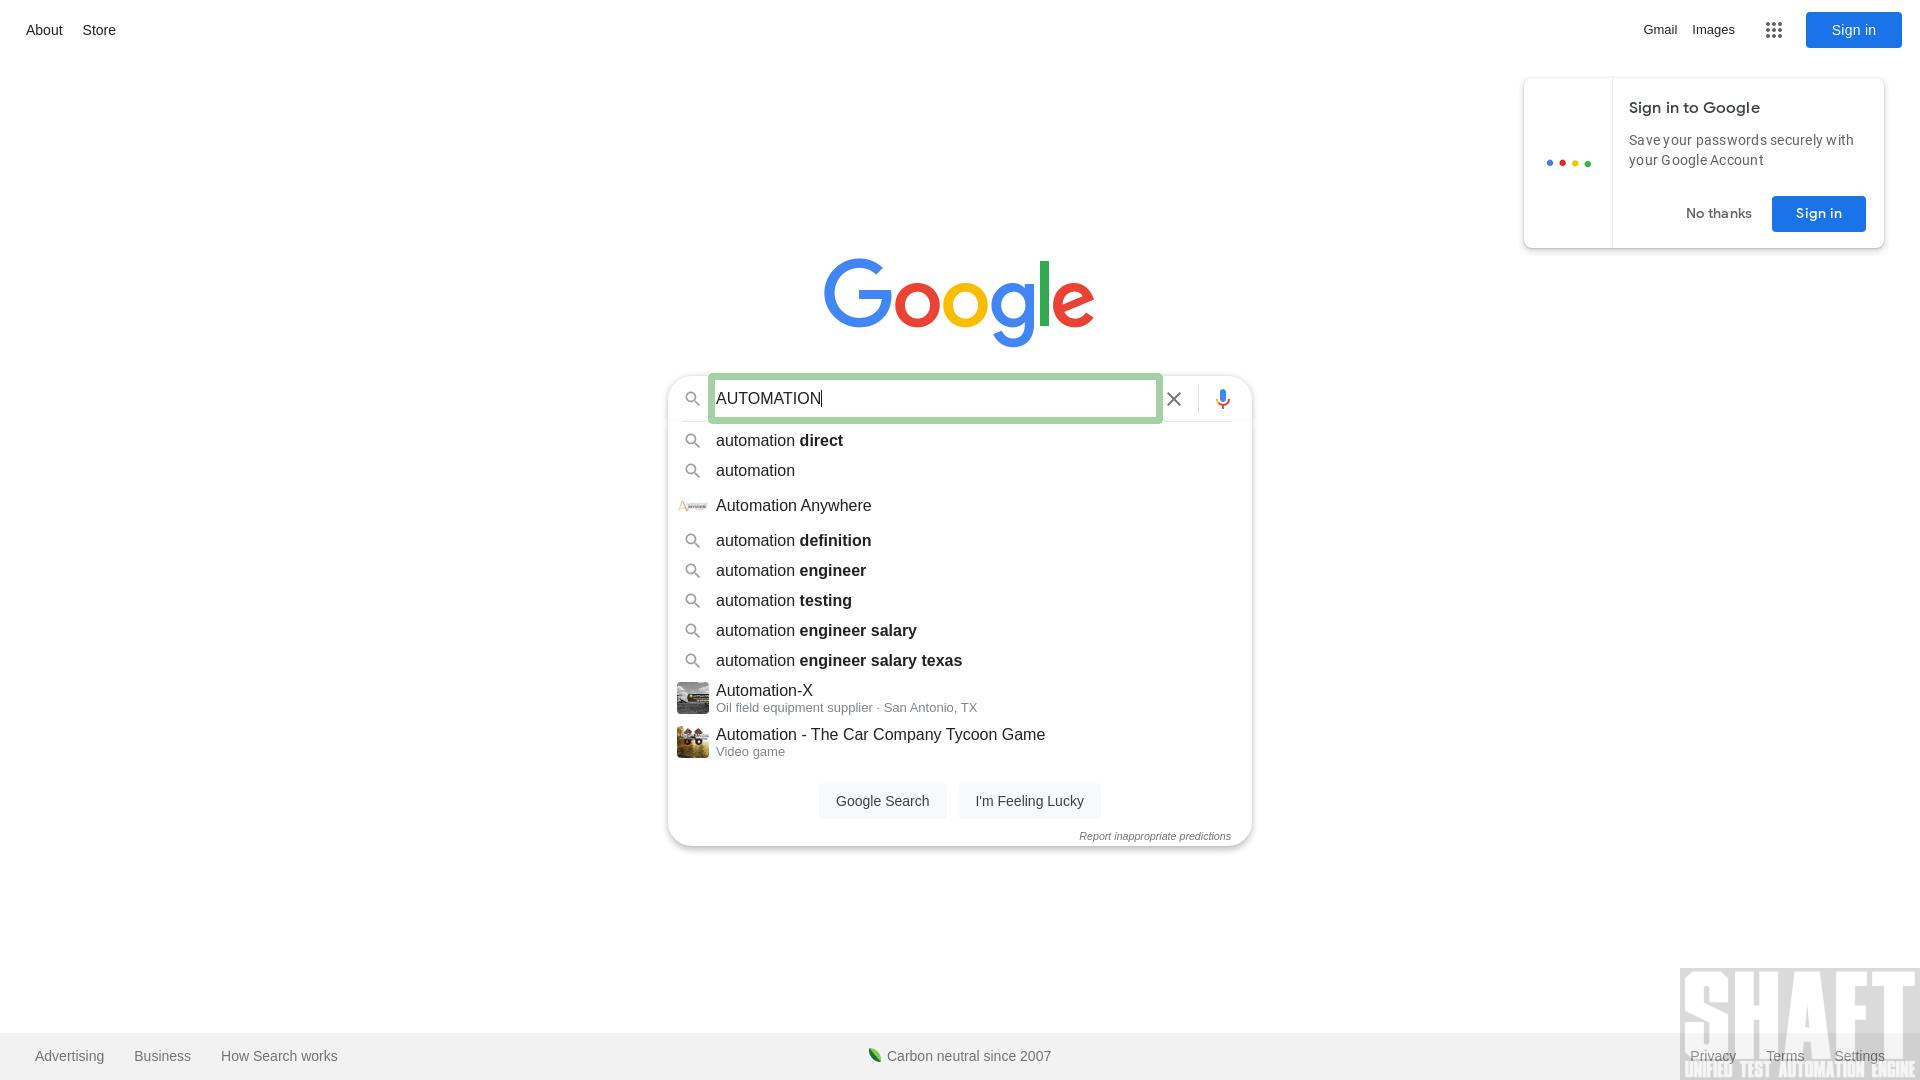 About Store
Gmail Images
Sign in
Sign in to Google
Save your passwords securely with
your Google Account
No thanks
Sign in
Google
AUTOMATION
automation direct
automation
Automation Anywhere
automation definition
automation engineer
automation testing
automation engineer salary
automation engineer salary texas
Automation-X
Oil field equipment supplier · San Antonio, TX
Automation - The Car Company Tycoon Game
Video game
Google Search
I'm Feeling Lucky
Report inappropriate predictions
SHAFT
UNIFIED TEST AUTOMATION ENGINE
Advertising Business How Search works
Carbon neutral since 2007
Privacy Terms Settings